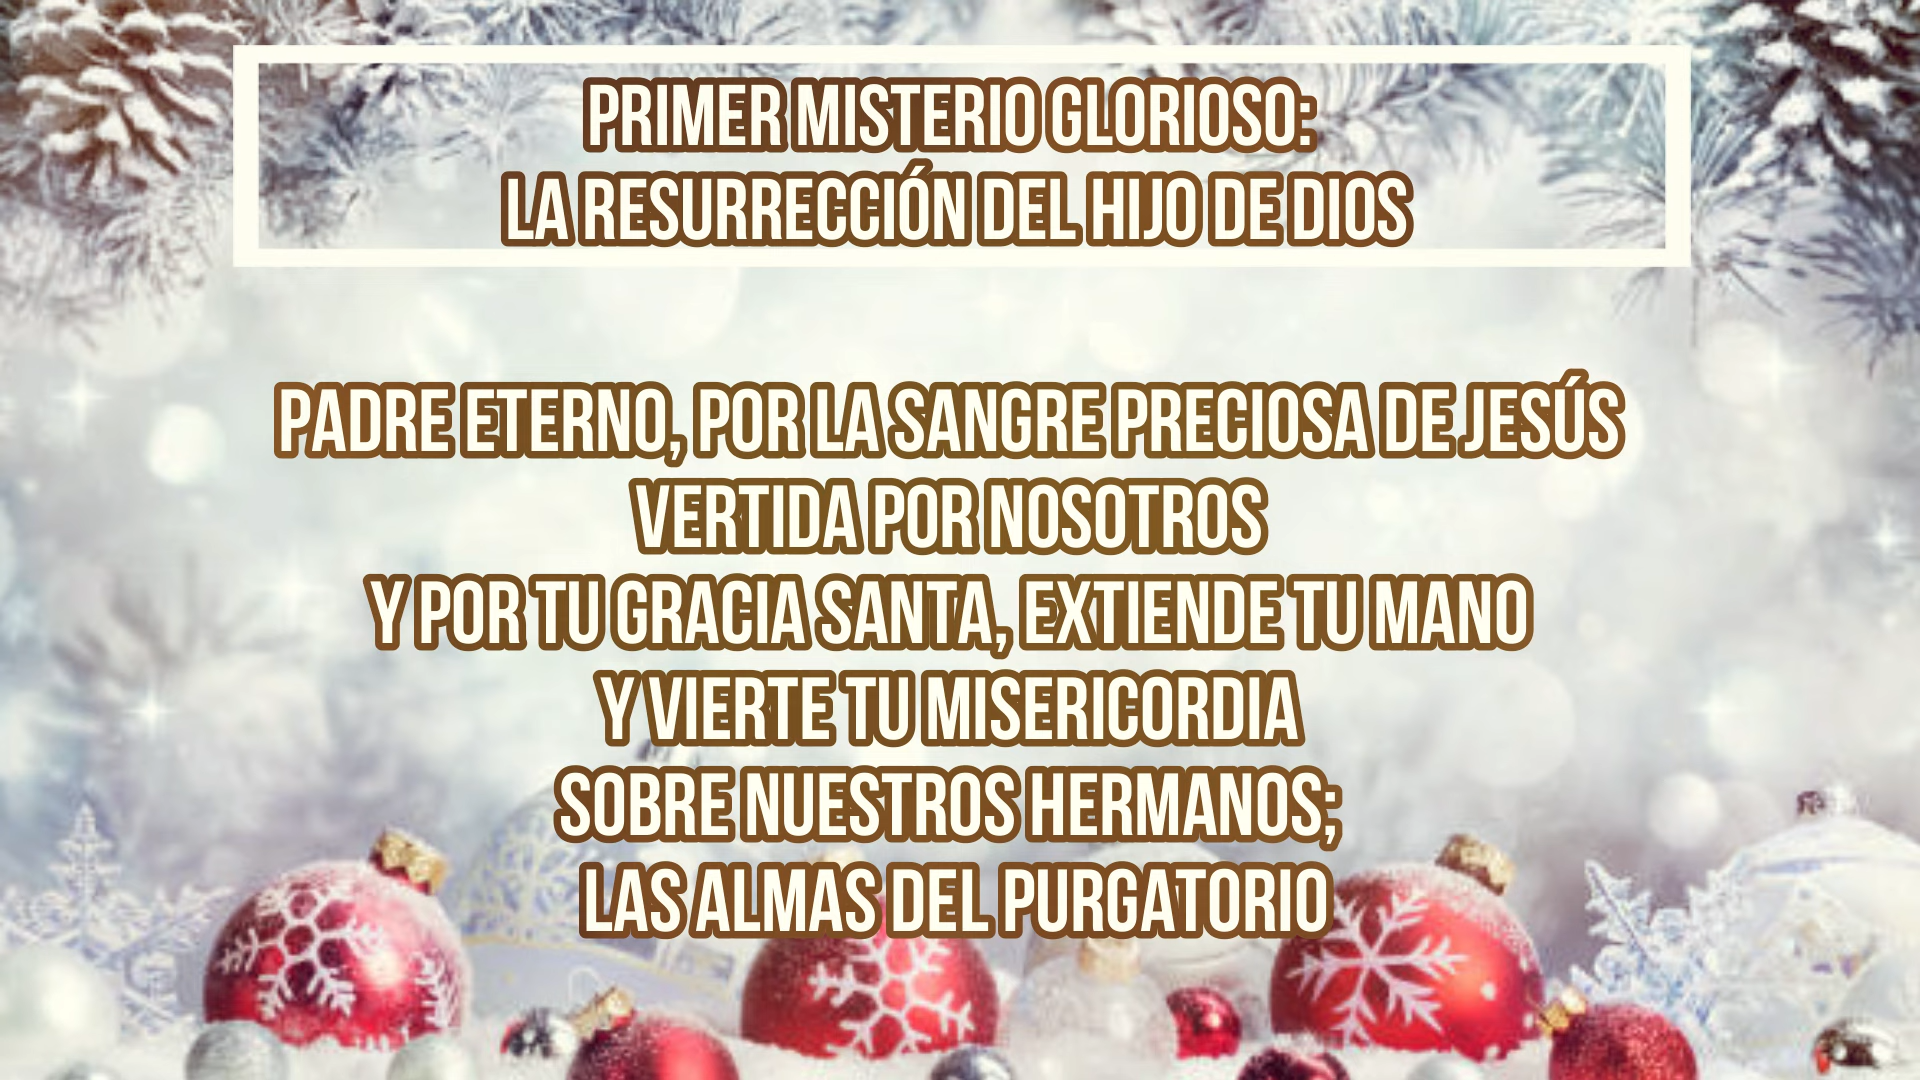 PRIMER MISTERIO GLORIOSO:
LA RESURRECCIÓN DEL HIJO DE DIOS
PADRE ETERNO, POR LA SANGRE PRECIOSA DE JESÚS
VERTIDA POR NOSOTROS
Y POR TU GRACIA SANTA, EXTIENDE TU MANO
Y VIERTE TU MISERICORDIA
SOBRE NUESTROS HERMANOS;
LAS ALMAS DEL PURGATORIO